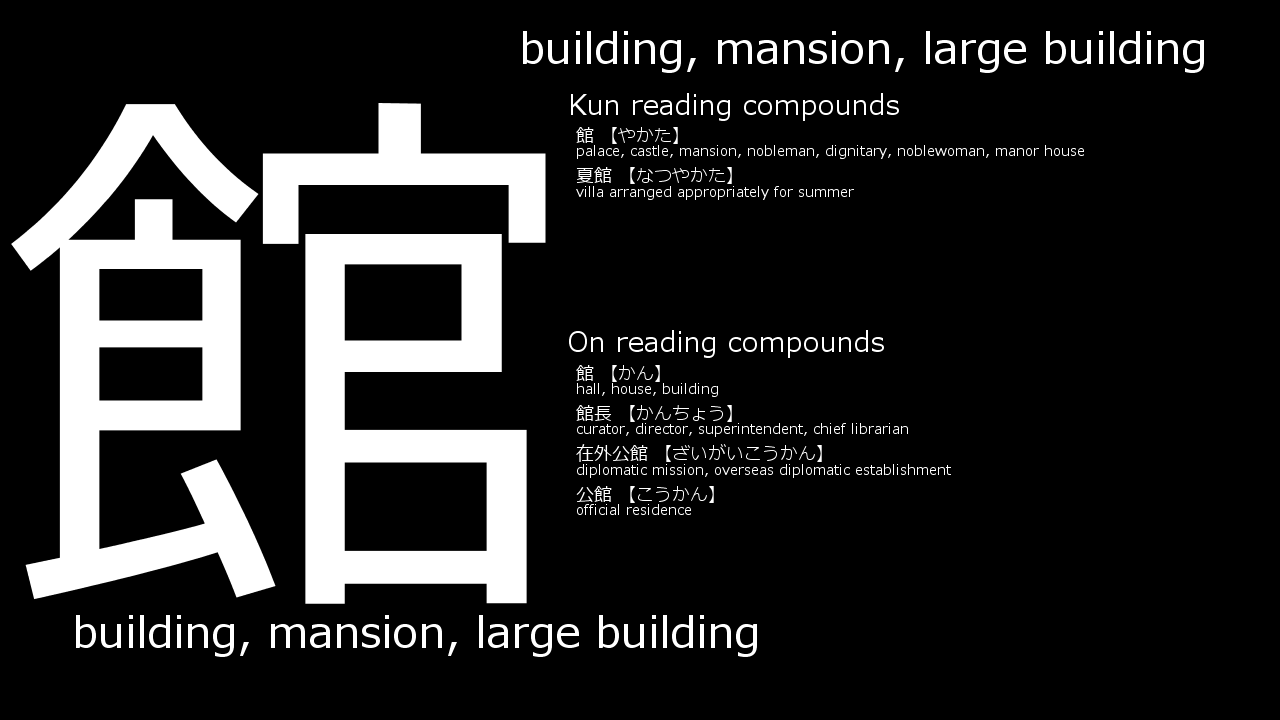 building, mansion, large building
館
Kun reading compounds
館 【やかた】
palace, castle, mansion, nobleman, dignitary, noblewoman, manor house
夏館 【なつやかた】
villa arranged appropriately for summer
On reading compounds
館 【かん】
hall, house, building
館長 【かんちょう】
curator, director, superintendent, chief librarian
在外公館 【ざいがいこうかん】
diplomatic mission, overseas diplomatic establishment
公館 【こうかん】
official residence
building, mansion, large building